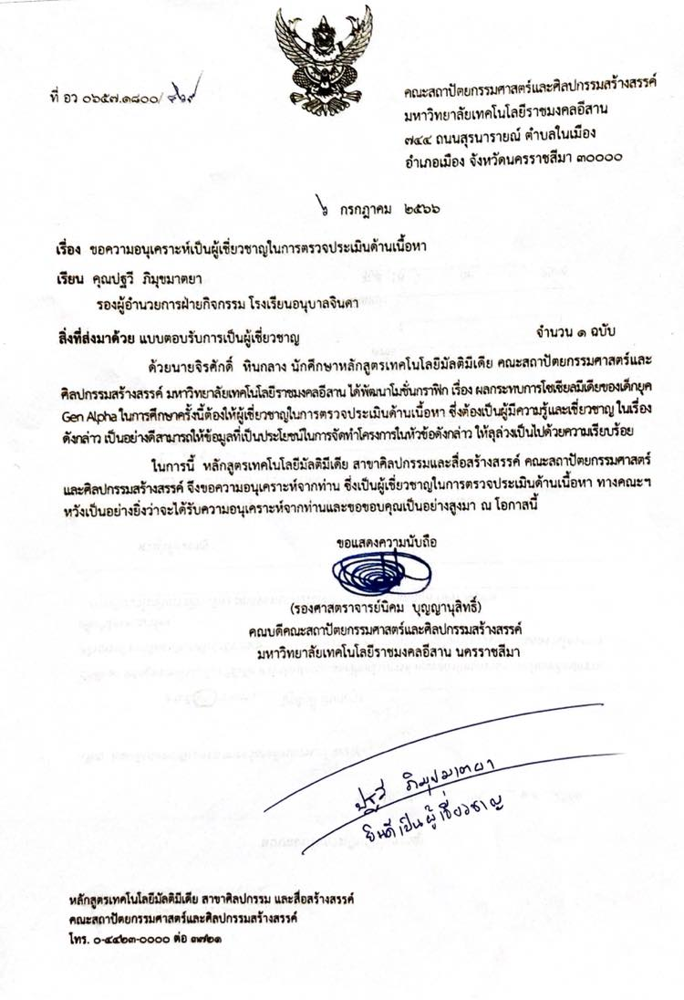 ที่ อว ๐๖๕๗.๑๘๐๐/
คณะสถาปัตยกรรมศาสตร์และศิลปกรรมสร้างสรรค์
มหาวิทยาลัยเทคโนโลยีราชมงคลอีสาน
๗๔๔ ถนนสุรนารายณ์ ตำบลในเมือง
อำเภอเมือง จังหวัดนครราชสีมา ๓๐๐๐๐
๖ กรกฎาคม ๒๕๖๖
เรื่อง ขอความอนุเคราะห์เป็นผู้เชี่ยวชาญในการตรวจประเมินด้านเนื้อหา
เรียน คุณปฐวี ภิมุขมาตยา
รองผู้อำนวยการฝ่ายกิจกรรม โรงเรียนอนุบาลจินดา
สิ่งที่ส่งมาด้วย แบบตอบรับการเป็นผู้เชี่ยวชาญ จำนวน ๑ ฉบับ
ด้วยนายจิรศักดิ์ หินกลาง นักศึกษาหลักสูตรเทคโนโลยีมัลติมีเดีย คณะสถาปัตยกรรมศาสตร์และ
ศิลปกรรมสร้างสรรค์ มหาวิทยาลัยเทคโนโลยีราชมงคลอีสาน ได้พัฒนาโมชั่นกราฟิก เรื่อง ผลกระทบการโซเชียลมีเดียของเด็กยุค
Gen Alpha ในการศึกษาครั้งนี้ต้องให้ผู้เชี่ยวชาญในการตรวจประเมินด้านเนื้อหา ซึ่งต้องเป็นผู้มีความรู้และเชี่ยวชาญ ในเรื่อง
ดังกล่าว เป็นอย่างดีสามารถให้ข้อมูลที่เป็นประโยชน์ในการจัดทำโครงการในหัวข้อดังกล่าว ให้ลุล่วงเป็นไปด้วยความเรียบร้อย
ในการนี้ หลักสูตรเทคโนโลยีมัลติมีเดีย สาขาศิลปกรรมและสื่อสร้างสรรค์ คณะสถาปัตยกรรมศาสตร์
และศิลปกรรมสร้างสรรค์ จึงขอความอนุเคราะห์จากท่าน ซึ่งเป็นผู้เชี่ยวชาญในการตรวจประเมินด้านเนื้อหา ทางคณะฯ
หวังเป็นอย่างยิ่งว่าจะได้รับความอนุเคราะห์จากท่านและขอขอบคุณเป็นอย่างสูงมา ณ โอกาสนี้
ขอแสดงความนับถือ
(รองศาสตราจารย์นิคม บุญญานุสิทธิ์)
คณบดีคณะสถาปัตยกรรมศาสตร์และศิลปกรรมสร้างสรรค์
มหาวิทยาลัยเทคโนโลยีราชมงคลอีสาน นครราชสีมา
ปฐวี ภิมุขมาตยา
ยินดีเป็นผู้เชี่ยวชาญ
หลักสูตรเทคโนโลยีมัลติมีเดีย สาขาศิลปกรรม และสื่อสร้างสรรค์
คณะสถาปัตยกรรมศาสตร์และศิลปกรรมสร้างสรรค์
โทร. ๐-๔๔๒๓-๐๐๐๐ ต่อ ๓๗๒๑